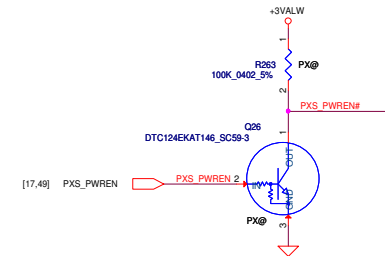 +3VALW
1
R263
PX@
100K_0402_5%
2
PXS_PWREN#
Q26
1
DTC124EKAT146_SC59-3
OUT
[17,49] PXS_PWREN
PXS_PWREN 2
IN
GND
PX@
3